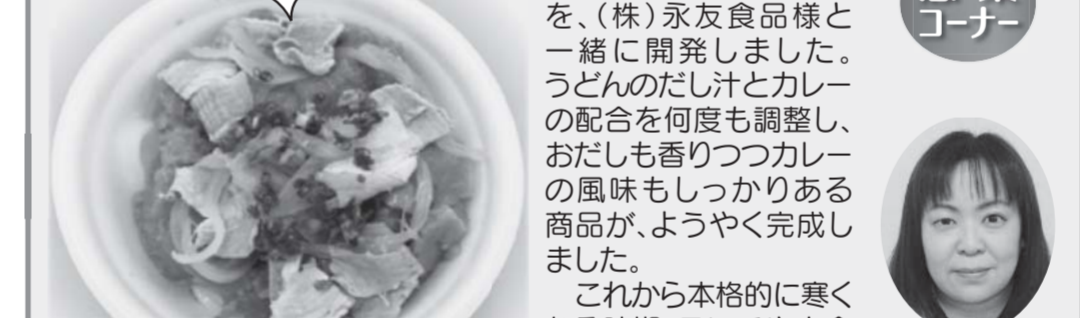 を、(株)永友食品様と
一緒に開発しました。
うどんのだし汁とカレー
の配合を何度も調整し、
おだしも香りつつカレー
の風味もしっかりある
商品が、ようやく完成し
ました。
これから本格的に寒く
コーナー